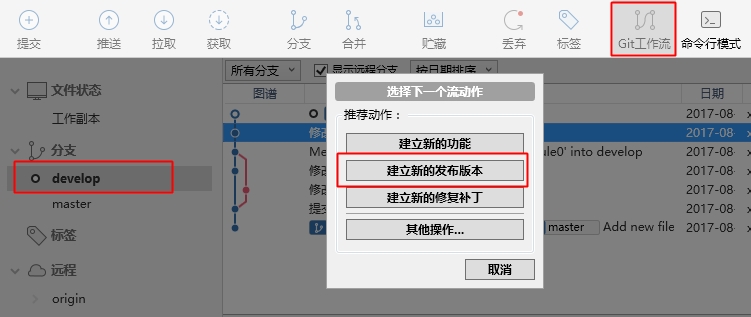 提交 推送 拉取 获取 分支 合并 贮藏 丢弃 标签 Git工作流 命令行模式
所有分支 显示远程分支 按日期排序
文件状态
工作副本
分支
develop
master
标签
远程
origin
图谱 日期
2017-08-
修改 2017-08-
Me ule0' into develop 2017-08-
修改 2017-08-
修改 2017-08-
提交 2017-08-
master Add new file 2017-08-
选择下一个流动作
推荐动作：
建立新的功能
建立新的发布版本
建立新的修复补丁
其他操作...
取消